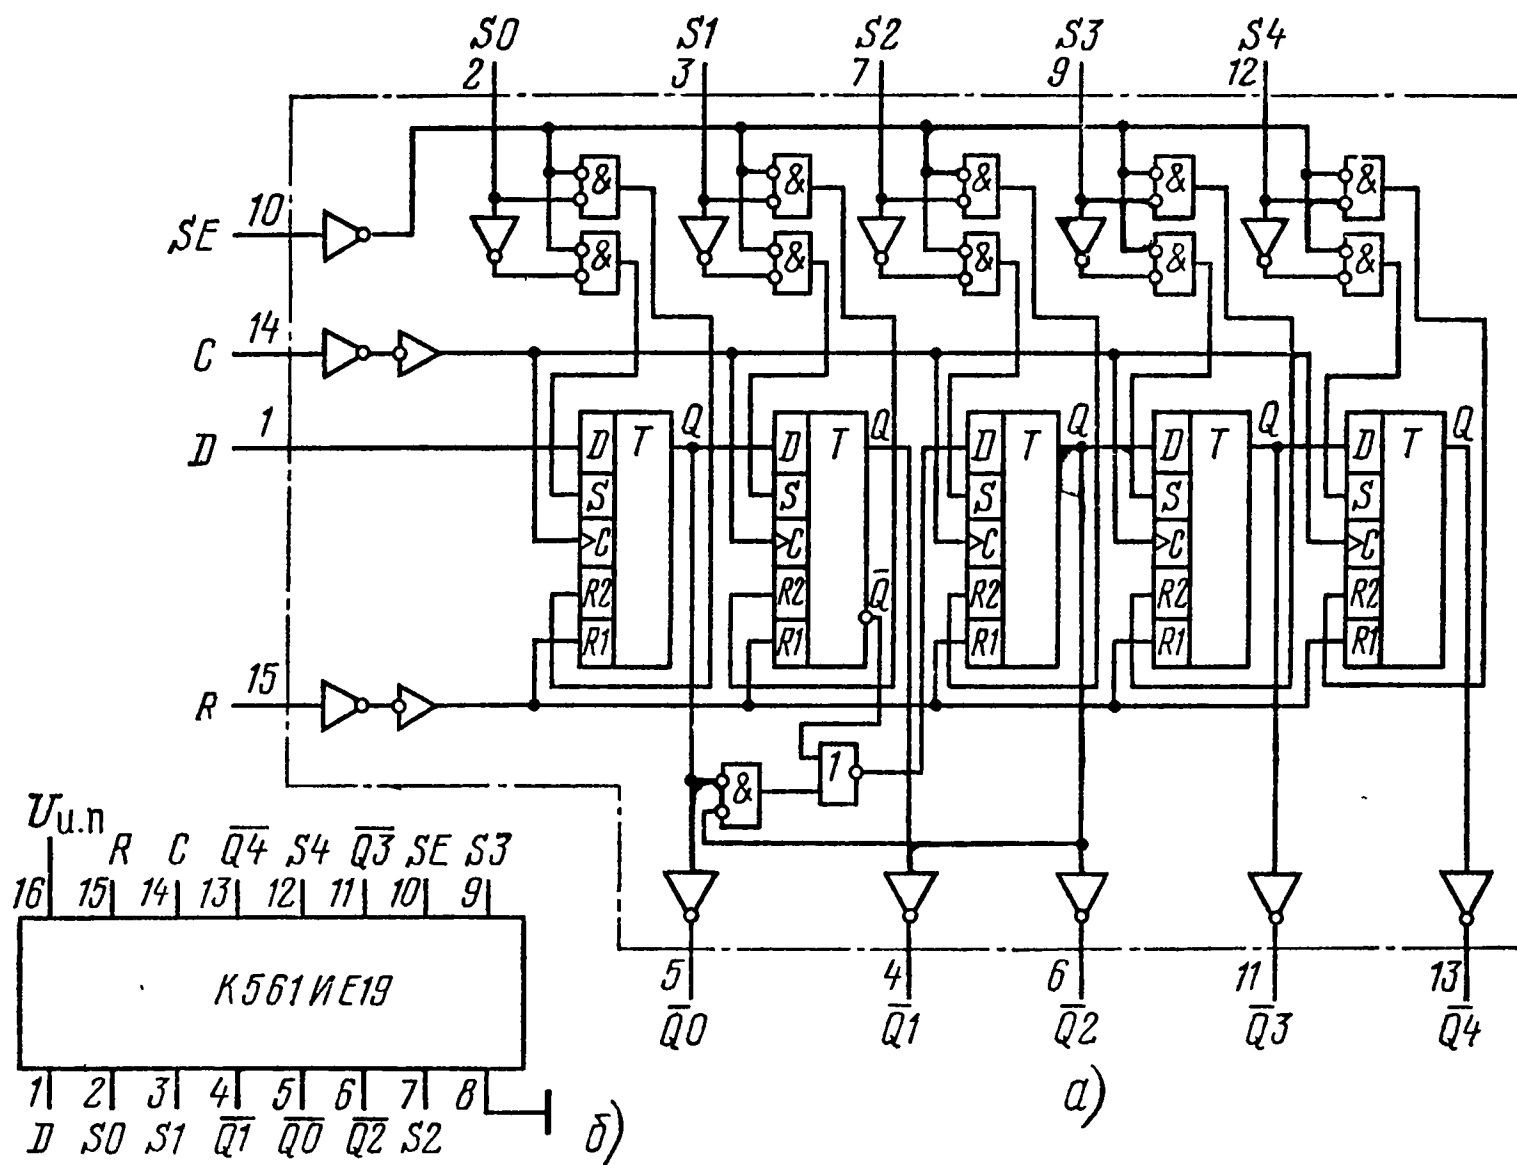 S0 S1 S2 S3 S4
2 3 7 9 12
& & & & &
SE 10
& & & & &
C 14
D 1
D T Q D T Q D T Q D T Q D T Q
S S S S S
C C C C C
R2 R2 Q̅ R2 R2 R2
R1 R1 R1 R1 R1
R 15
& 1
5 4 6 11 13
Q̅0 Q̅1 Q̅2 Q̅3 Q̅4
а)
Uи.п
R C Q̅4̅ S4 Q̅3̅ SE S3
16 15 14 13 12 11 10 9
К561ИЕ19
1 2 3 4 5 6 7 8
D S0 S1 Q̅1̅ Q̅0̅ Q̅2̅ S2
б)